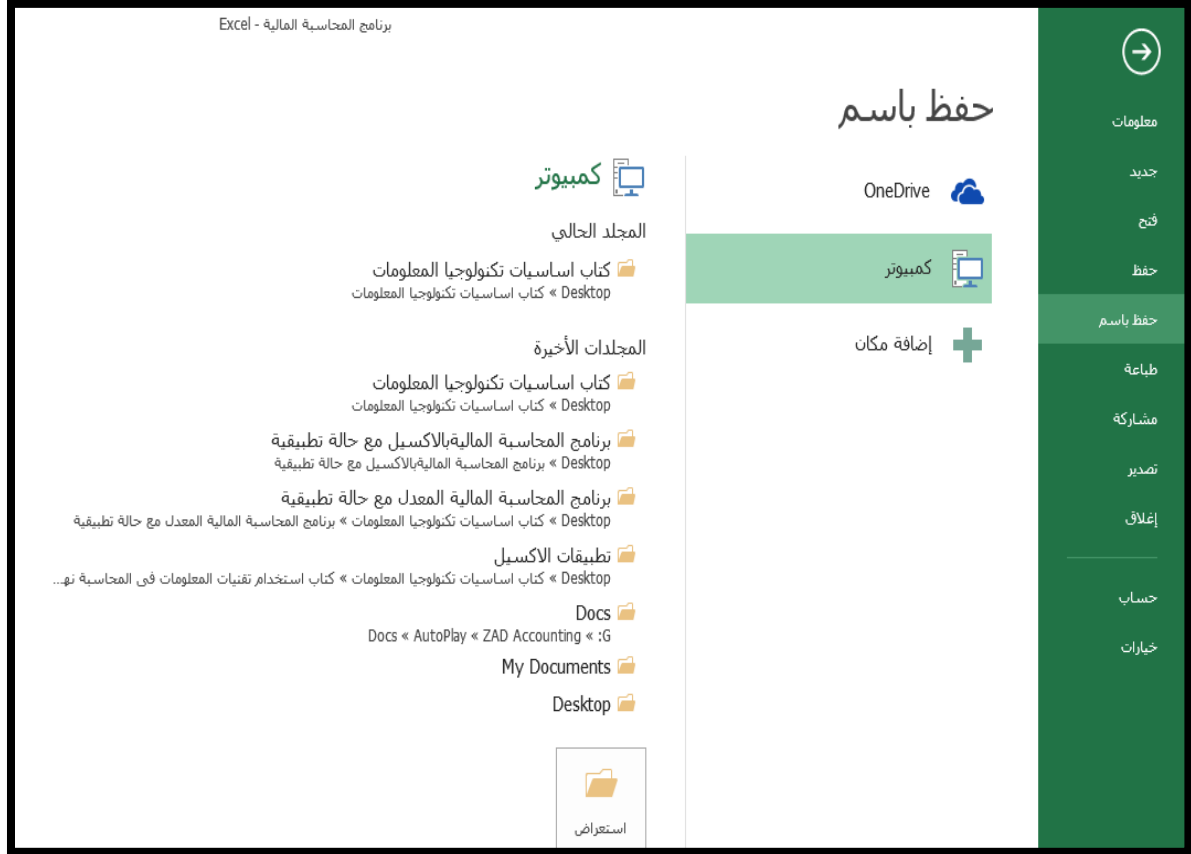 برنامج المحاسبة المالية - Excel
معلومات
جديد
فتح
حفظ
حفظ باسم
طباعة
مشاركة
تصدير
إغلاق
حساب
خيارات
حفظ باسم
OneDrive
كمبيوتر
إضافة مكان
كمبيوتر
المجلد الحالي
كتاب اساسيات تكنولوجيا المعلومات
Desktop » كتاب اساسيات تكنولوجيا المعلومات
المجلدات الأخيرة
كتاب اساسيات تكنولوجيا المعلومات
Desktop » كتاب اساسيات تكنولوجيا المعلومات
برنامج المحاسبة الماليةبالاكسيل مع حالة تطبيقية
Desktop » برنامج المحاسبة الماليةبالاكسيل مع حالة تطبيقية
برنامج المحاسبة المالية المعدل مع حالة تطبيقية
Desktop » كتاب اساسيات تكنولوجيا المعلومات » برنامج المحاسبة المالية المعدل مع حالة تطبيقية
تطبيقات الاكسيل
Desktop » كتاب اساسيات تكنولوجيا المعلومات » كتاب استخدام تقنيات المعلومات في المحاسبة نه...
Docs
Docs « AutoPlay « ZAD Accounting « :G
My Documents
Desktop
استعراض